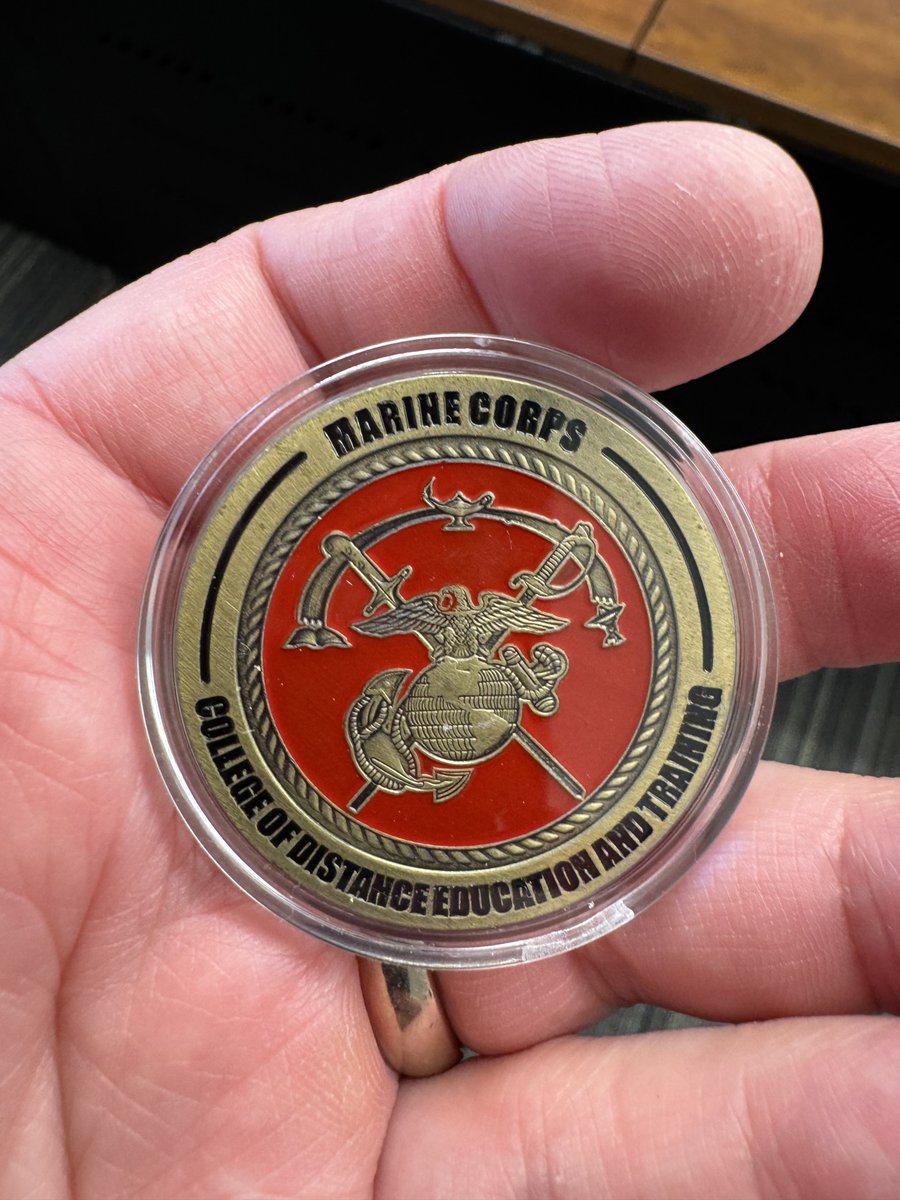 MARINE CORPS
COLLEGE OF DISTANCE EDUCATION AND TRAINING